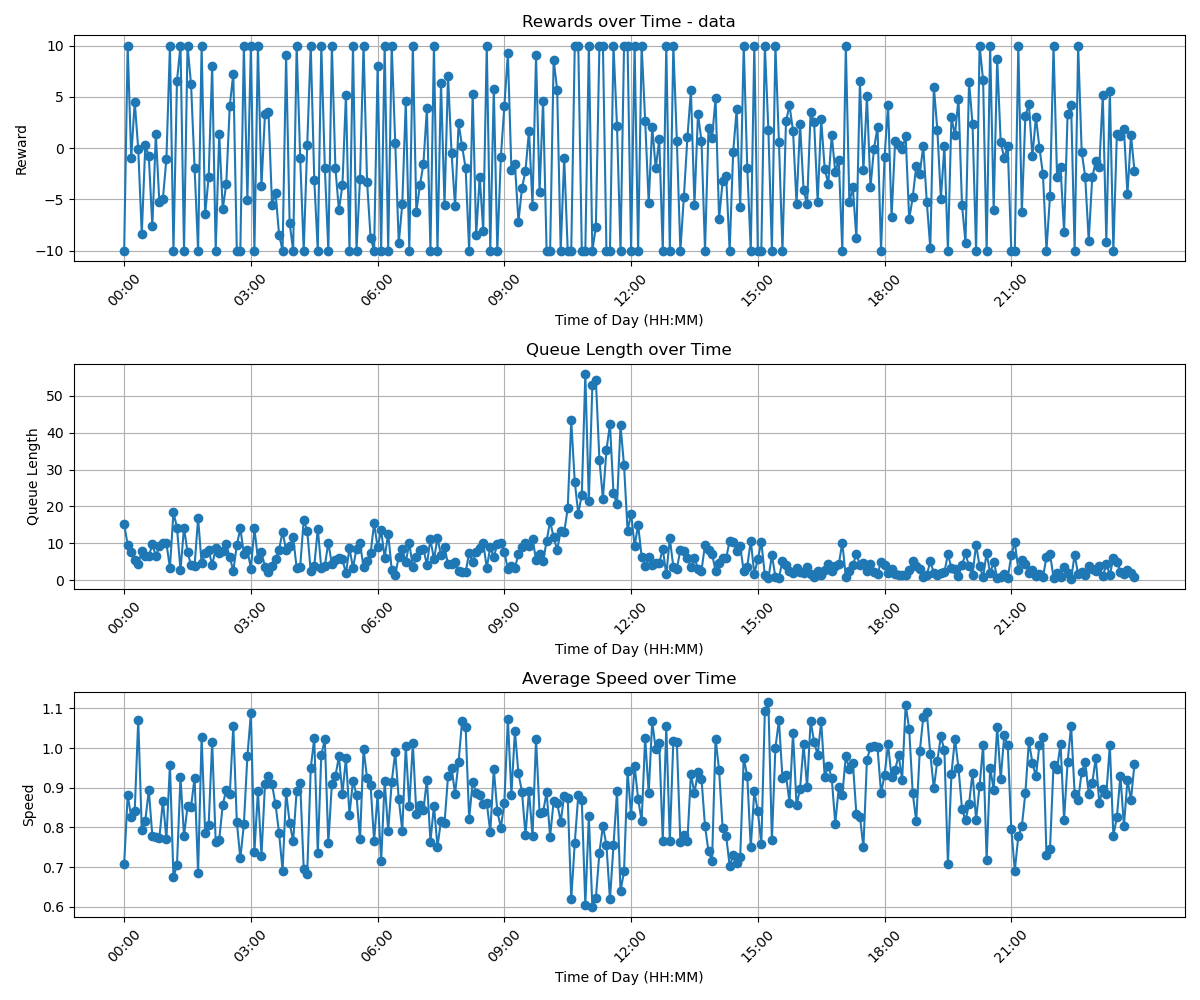 Rewards over Time - data
10
5
0
−5
−10
Reward
00:00 03:00 06:00 09:00 12:00 15:00 18:00 21:00
Time of Day (HH:MM)
Queue Length over Time
50
40
30
20
10
0
Queue Length
00:00 03:00 06:00 09:00 12:00 15:00 18:00 21:00
Time of Day (HH:MM)
Average Speed over Time
1.1
1.0
0.9
0.8
0.7
0.6
Speed
00:00 03:00 06:00 09:00 12:00 15:00 18:00 21:00
Time of Day (HH:MM)